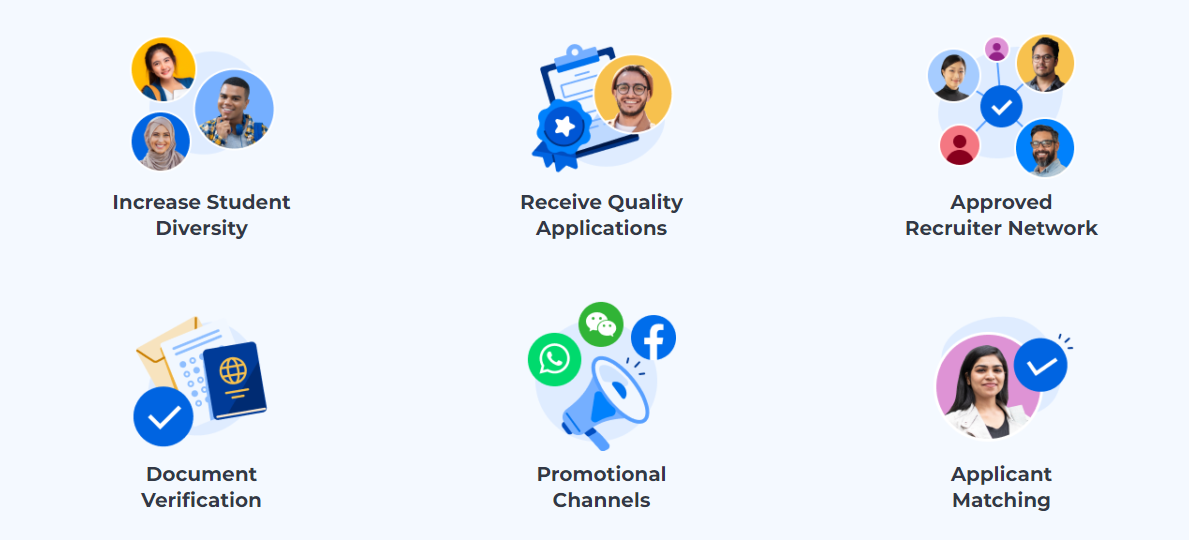 Increase Student
Diversity
Receive Quality
Applications
Approved
Recruiter Network
Document
Verification
Promotional
Channels
Applicant
Matching